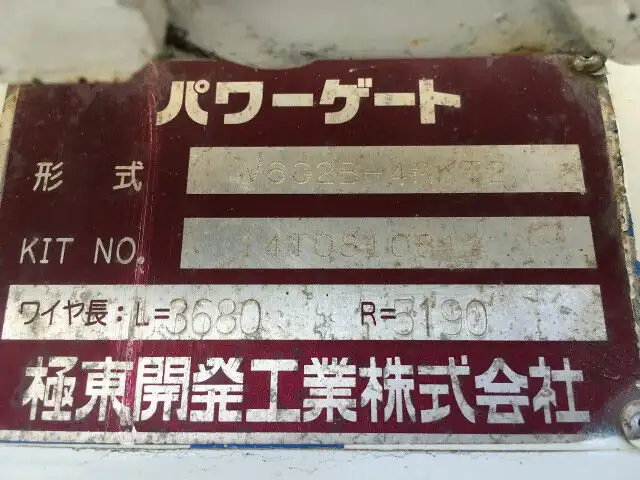 パワーゲート
形式
KIT NO.
ワイヤ長: L=3680 R=5190
極東開発工業株式会社